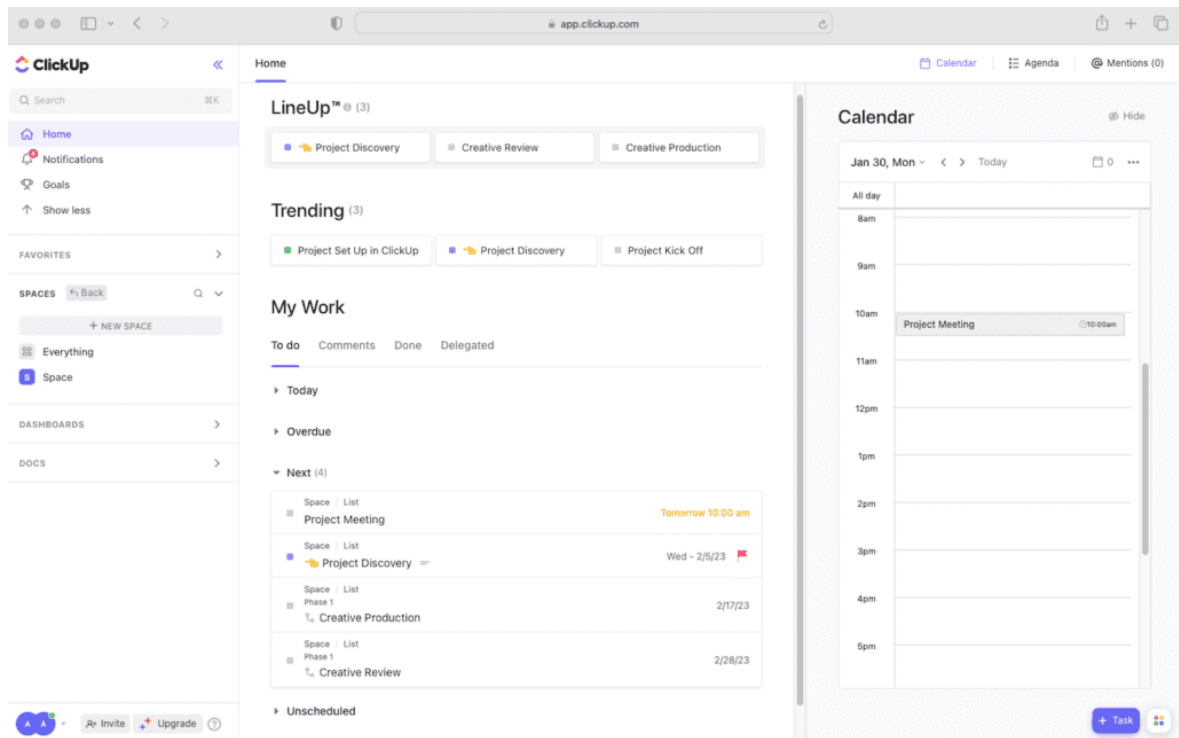 app.clickup.com
ClickUp
Search ⌘K
Home
Notifications
4
Goals
Show less
FAVORITES
SPACES Back
+ NEW SPACE
Everything
S Space
DASHBOARDS
DOCS
A A
Invite
Upgrade
?
Home
Calendar
Agenda
@ Mentions (0)
LineUp™ (3)
Project Discovery
Creative Review
Creative Production
Trending (3)
Project Set Up in ClickUp
Project Discovery
Project Kick Off
My Work
To do Comments Done Delegated
Today
Overdue
Next (4)
Space / List
Project Meeting Tomorrow 10:00 am
Space / List
Project Discovery Wed - 2/5/23
Space / List
Phase 1
Creative Production 2/17/23
Space / List
Phase 1
Creative Review 2/28/23
Unscheduled
Calendar Hide
Jan 30, Mon Today 0
All day
8am
9am
10am
Project Meeting 10:00am
11am
12pm
1pm
2pm
3pm
4pm
5pm
+ Task